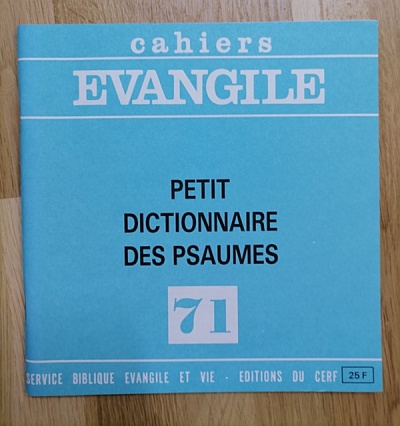 cahiers
EVANGILE
PETIT
DICTIONNAIRE
DES PSAUMES
71
SERVICE BIBLIQUE EVANGILE ET VIE - EDITIONS DU CERF 25 F